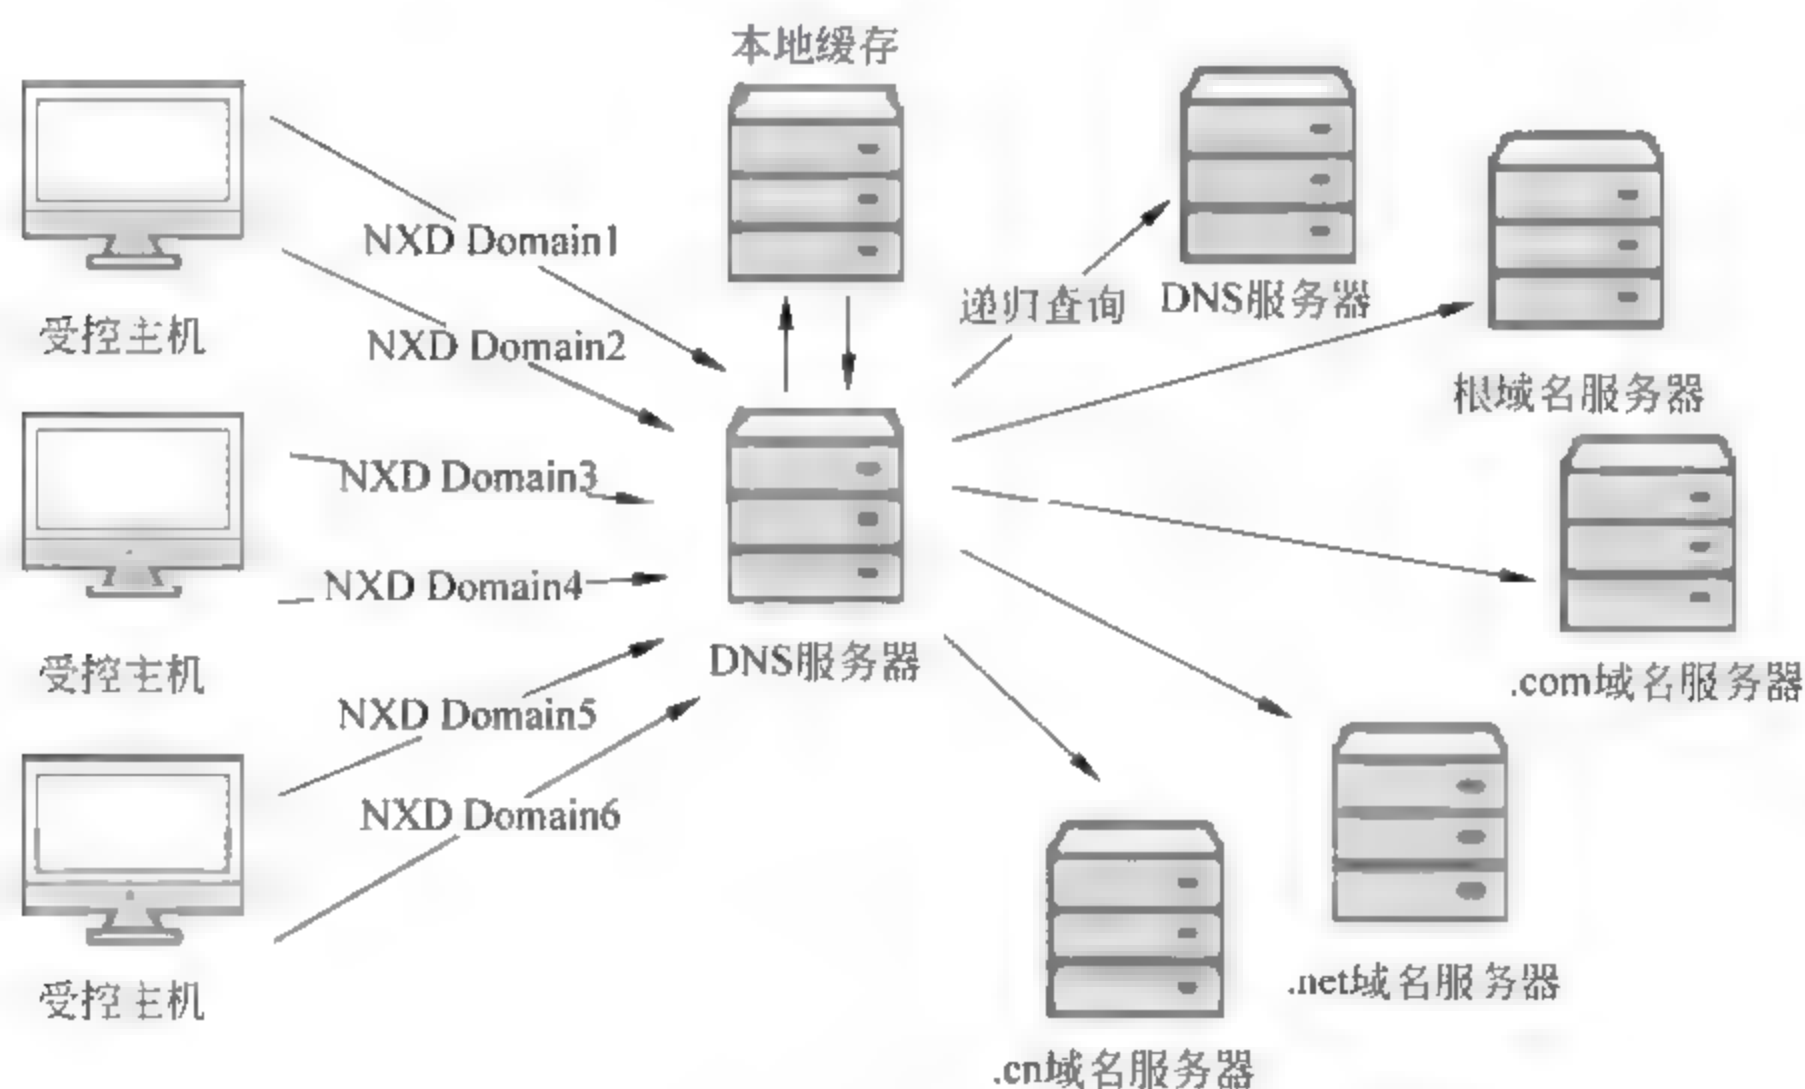 本地缓存
NXD Domain1
递归查询
DNS服务器
受控主机
NXD Domain2
根域名服务器
NXD Domain3
NXD Domain4
受控主机
DNS服务器
.com域名服务器
NXD Domain5
NXD Domain6
受控主机
.net域名服务器
.cn域名服务器